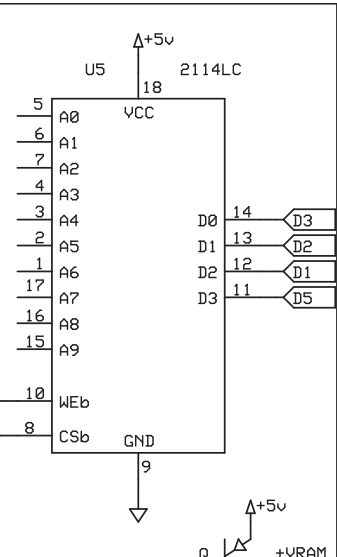 +5v
U5 2114LC
18
VCC
5 A0
6 A1
7 A2
4 A3
3 A4
2 A5
1 A6
17 A7
16 A8
15 A9
D0 14 D3
D1 13 D2
D2 12 D1
D3 11 D5
10 WEb
8 CSb
GND
9
+5v
Q +VRAM